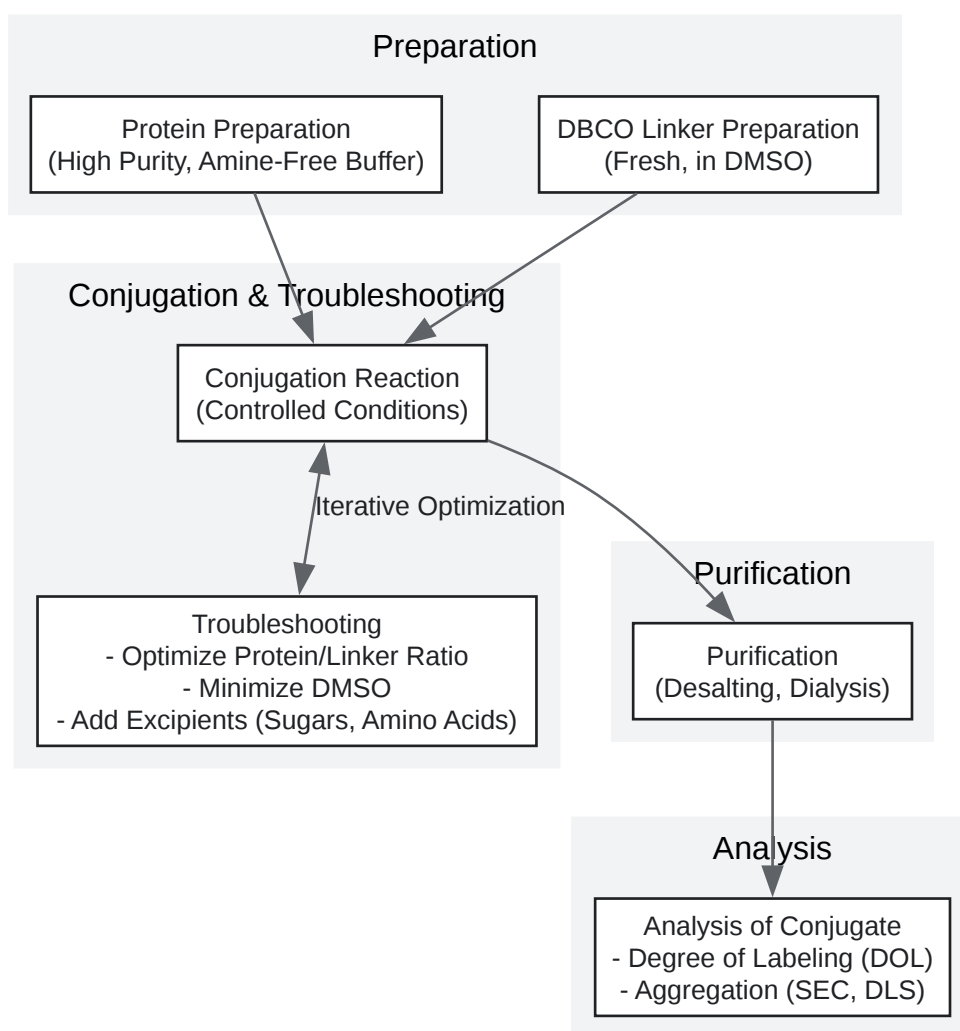 Preparation
Protein Preparation
(High Purity, Amine-Free Buffer)
DBCO Linker Preparation
(Fresh, in DMSO)
Conjugation & Troubleshooting
Conjugation Reaction
(Controlled Conditions)
Iterative Optimization
Troubleshooting
- Optimize Protein/Linker Ratio
- Minimize DMSO
- Add Excipients (Sugars, Amino Acids)
Purification
Purification
(Desalting, Dialysis)
Analysis
Analysis of Conjugate
- Degree of Labeling (DOL)
- Aggregation (SEC, DLS)